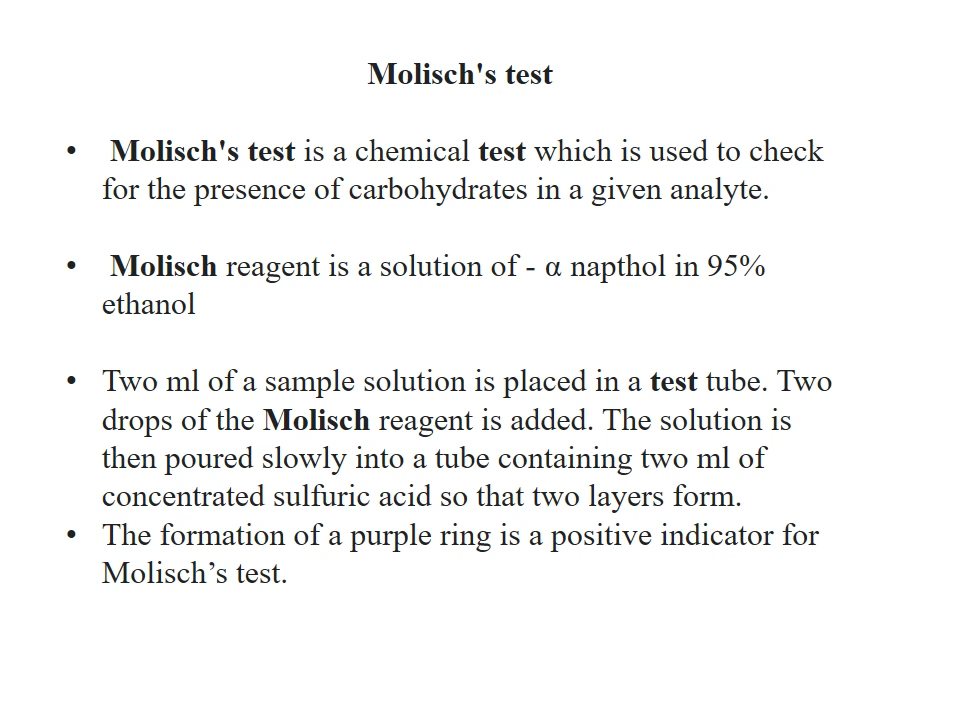 Molisch's test
• Molisch's test is a chemical test which is used to check
for the presence of carbohydrates in a given analyte.
• Molisch reagent is a solution of - α napthol in 95%
ethanol
• Two ml of a sample solution is placed in a test tube. Two
drops of the Molisch reagent is added. The solution is
then poured slowly into a tube containing two ml of
concentrated sulfuric acid so that two layers form.
• The formation of a purple ring is a positive indicator for
Molisch’s test.